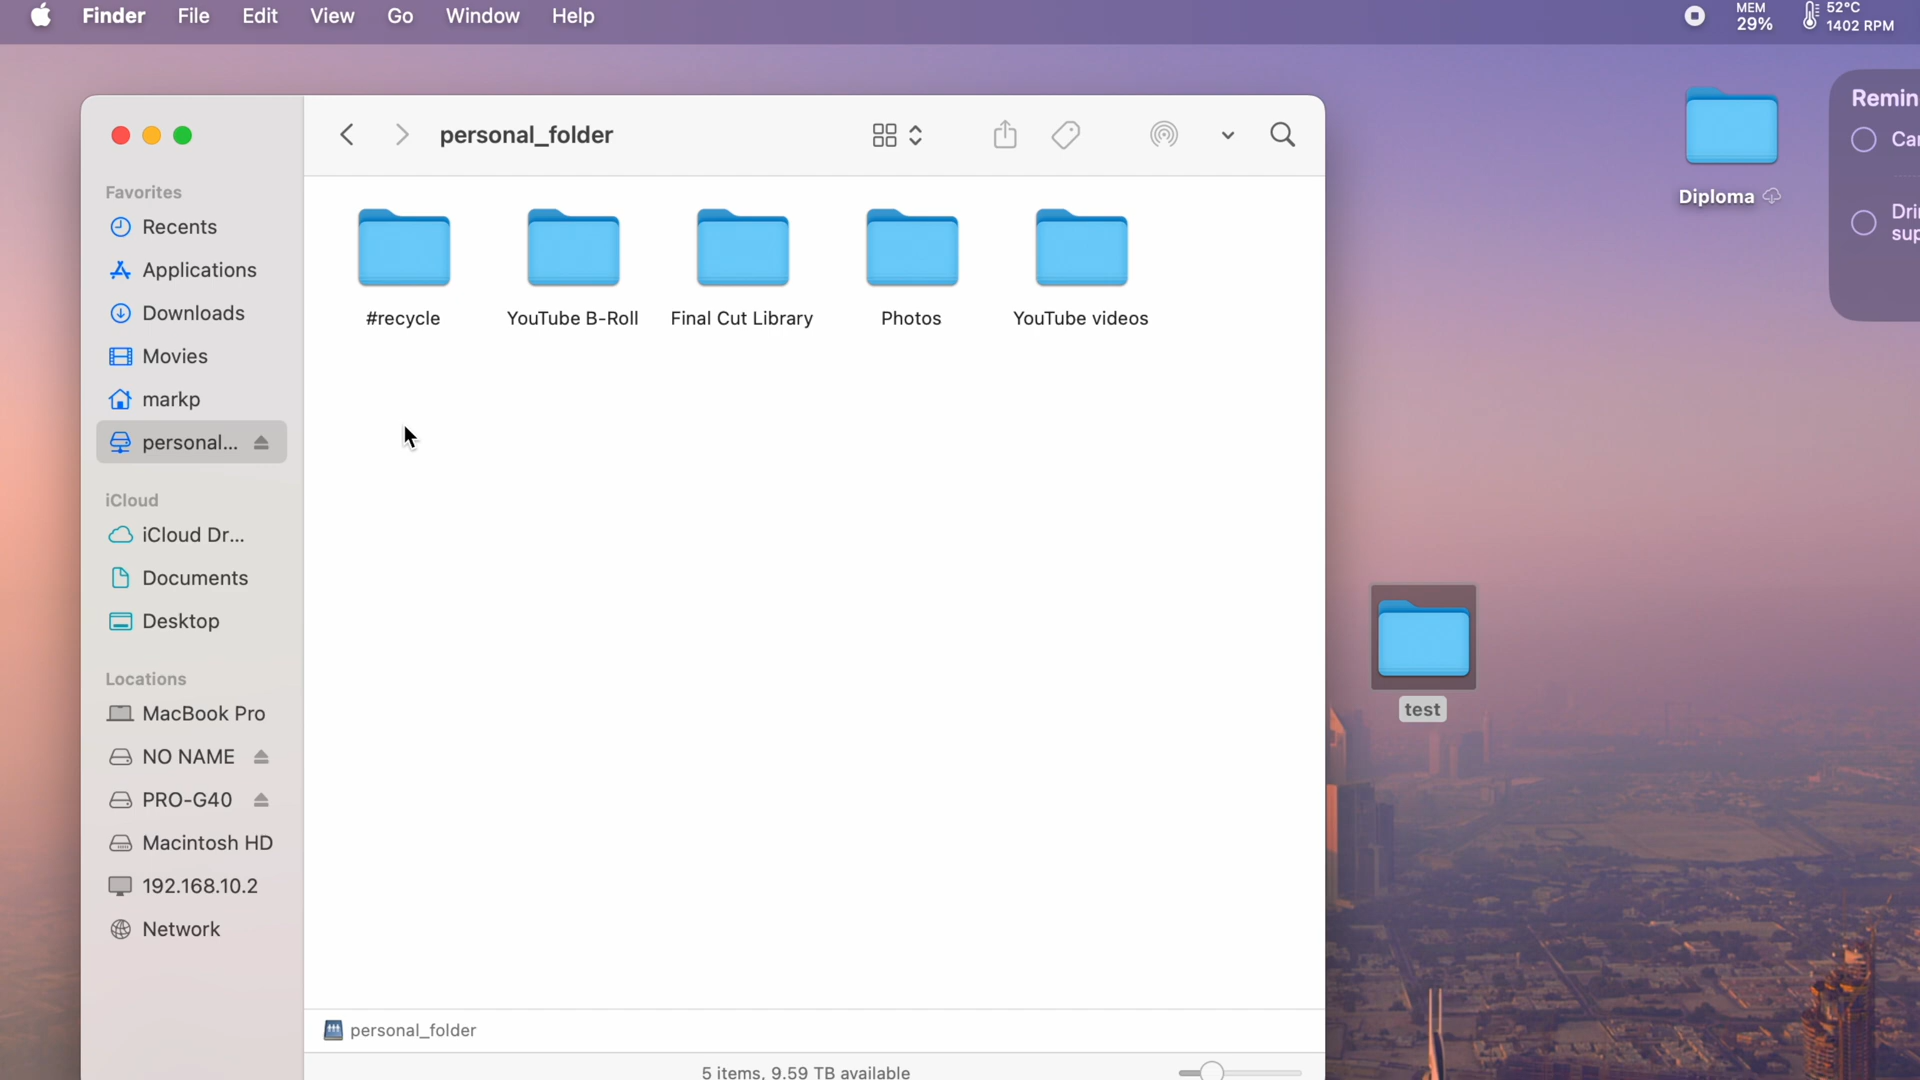 Finder File Edit View Go Window Help
MEM 52°C
29% 1402 RPM
personal_folder
Favorites
Recents
Applications
Downloads
Movies
markp
personal...
iCloud
iCloud Dr...
Documents
Desktop
Locations
MacBook Pro
NO NAME
PRO-G40
Macintosh HD
192.168.10.2
Network
#recycle YouTube B-Roll Final Cut Library Photos YouTube videos
personal_folder
5 items, 9.59 TB available
Diploma
test
Remin
Car
Drin
sup